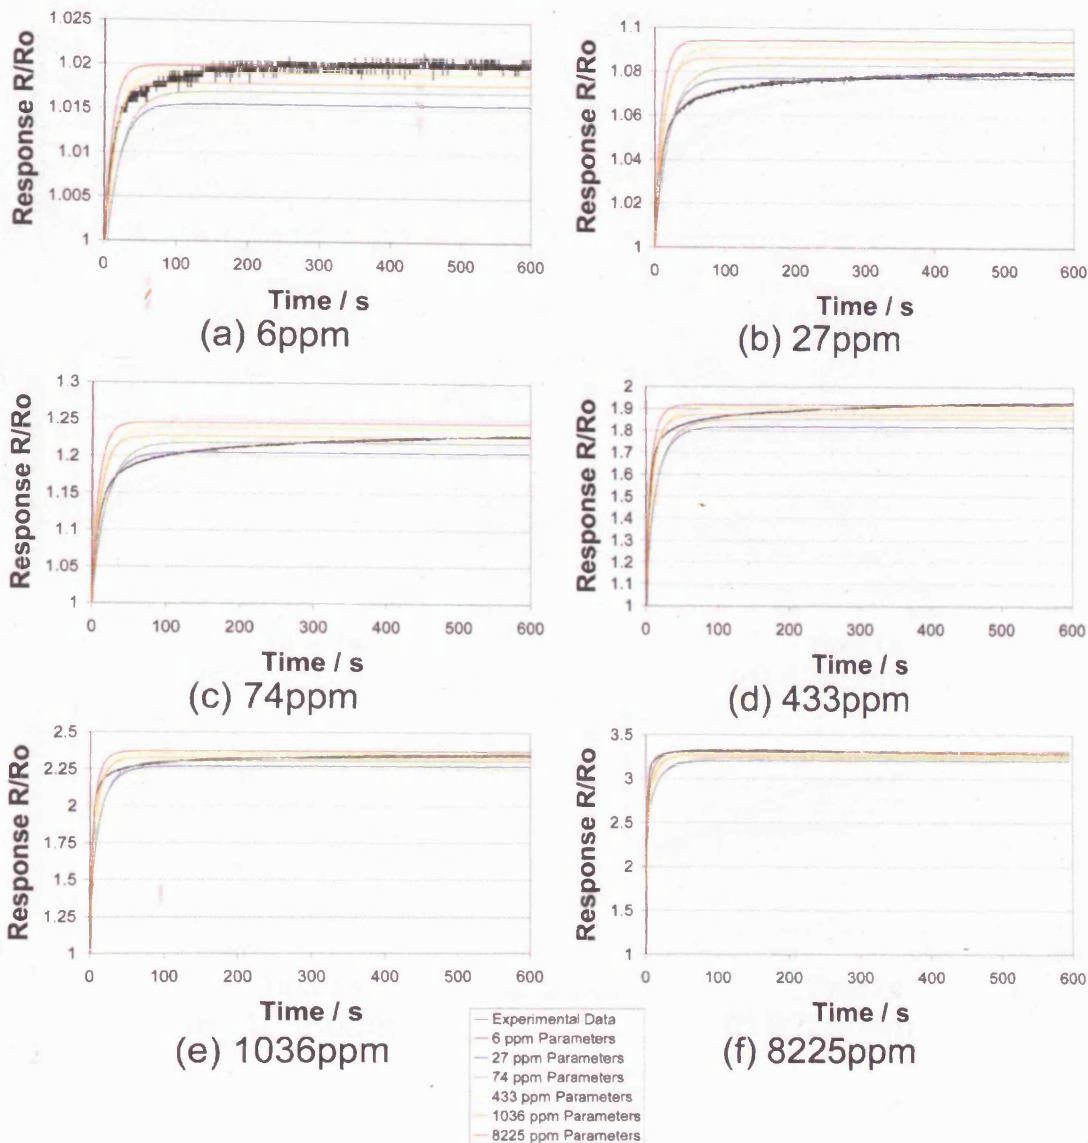 Response R/Ro
1.025
1.020
1.015
1.01
1.005
1
0 100 200 300 400 500 600
Time / s
(a) 6ppm
Response R/Ro
1.1
1.08
1.06
1.04
1.02
1
0 100 200 300 400 500 600
Time / s
(b) 27ppm
Response R/Ro
1.3
1.25
1.2
1.15
1.1
1.05
1
0 100 200 300 400 500 600
Time / s
(c) 74ppm
Response R/Ro
2
1.9
1.8
1.7
1.6
1.5
1.4
1.3
1.2
1.1
1
0 100 200 300 400 500 600
Time / s
(d) 433ppm
Response R/Ro
2.5
2.25
2
1.75
1.5
1.25
1
0 100 200 300 400 500 600
Time / s
(e) 1036ppm
Response R/Ro
3.5
3
2.5
2
1.5
1
0 100 200 300 400 500 600
Time / s
(f) 8225ppm
Experimental Data
6 ppm Parameters
27 ppm Parameters
74 ppm Parameters
433 ppm Parameters
1036 ppm Parameters
8225 ppm Parameters